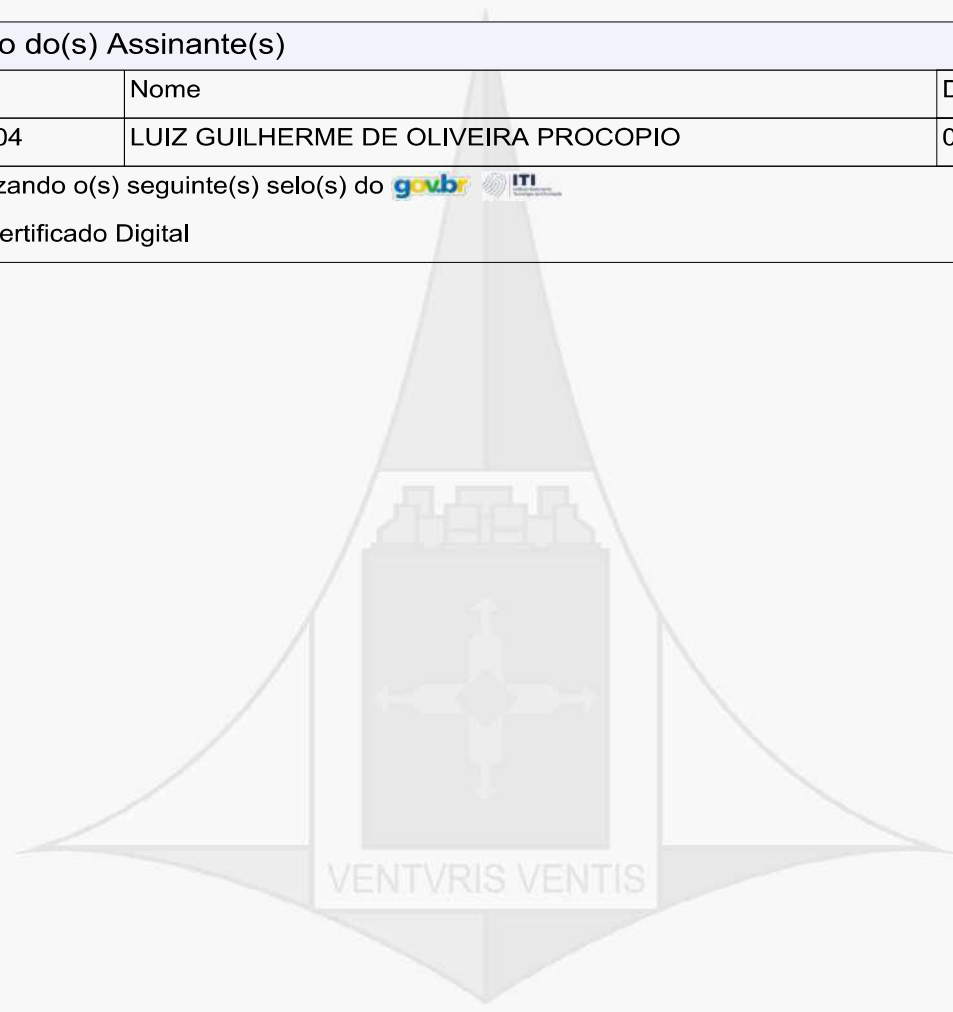 o do(s) Assinante(s)
Nome
04 LUIZ GUILHERME DE OLIVEIRA PROCOPIO
zando o(s) seguinte(s) selo(s) do gov.br ITI
ertificado Digital
VENTVRIS VENTIS